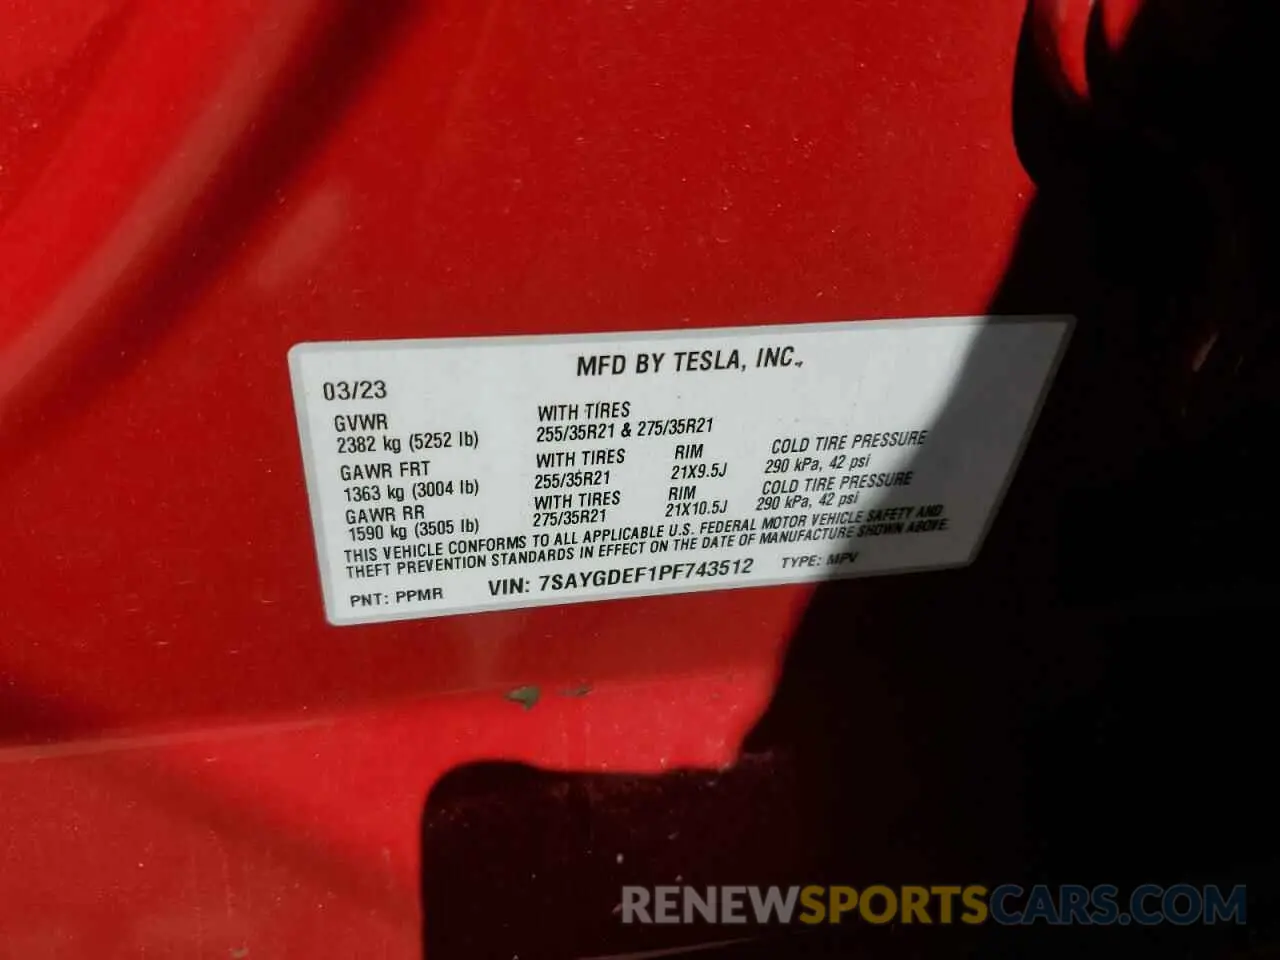 MFD BY TESLA, INC.,
03/23
GVWR
2382 kg (5252 lb)
WITH TIRES
255/35R21 & 275/35R21
GAWR FRT
1363 kg (3004 lb)
WITH TIRES
255/35R21
RIM
21X9.5J
COLD TIRE PRESSURE
290 kPa, 42 psi
GAWR RR
1590 kg (3505 lb)
WITH TIRES
275/35R21
RIM
21X10.5J
COLD TIRE PRESSURE
290 kPa, 42 psi
THIS VEHICLE CONFORMS TO ALL APPLICABLE U.S. FEDERAL MOTOR VEHICLE SAFETY AND
THEFT PREVENTION STANDARDS IN EFFECT ON THE DATE OF MANUFACTURE SHOWN ABOVE.
PNT: PPMR VIN: 7SAYGDEF1PF743512 TYPE: MPV
RENEWSPORTSCARS.COM